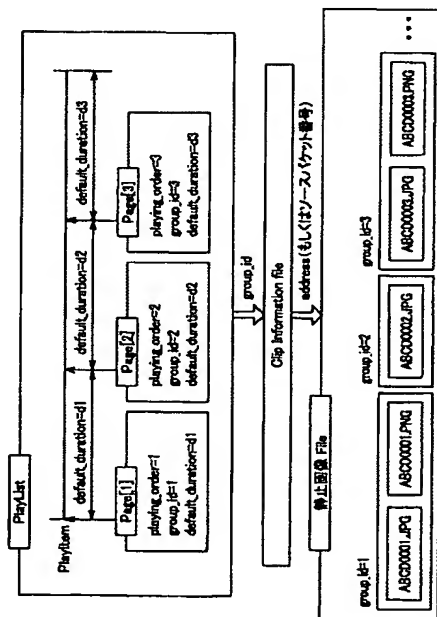 PlayList
PlayItem
default_duration=d1
default_duration=d2
default_duration=d3
Page[1]
playing_order=1
group_id=1
default_duration=d1
Page[2]
playing_order=2
group_id=2
default_duration=d2
Page[3]
playing_order=3
group_id=3
default_duration=d3
group_id
Clip Information file
address(もしくはソースパケット番号)
静止画像 File
group_id=1
ABCD0001.JPG
ABCD0001.PNG
group_id=2
ABCD0002.JPG
group_id=3
ABCD0003.JPG
ABCD0003.PNG
•••